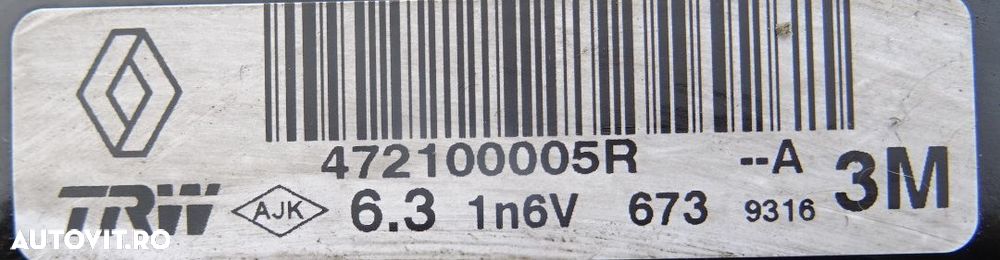 472100005R --A 3M
TRW AJK 6.3 1n6V 673 9316
AUTOVIT.RO